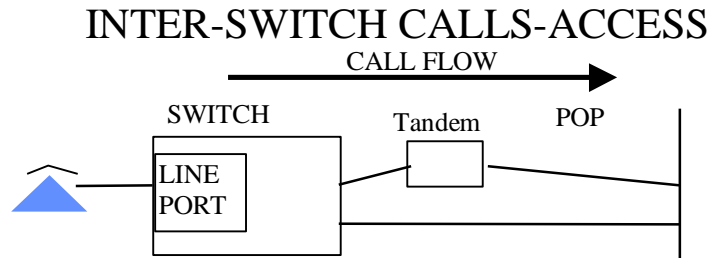 INTER-SWITCH CALLS-ACCESS
CALL FLOW
SWITCH
Tandem
POP
LINE
PORT